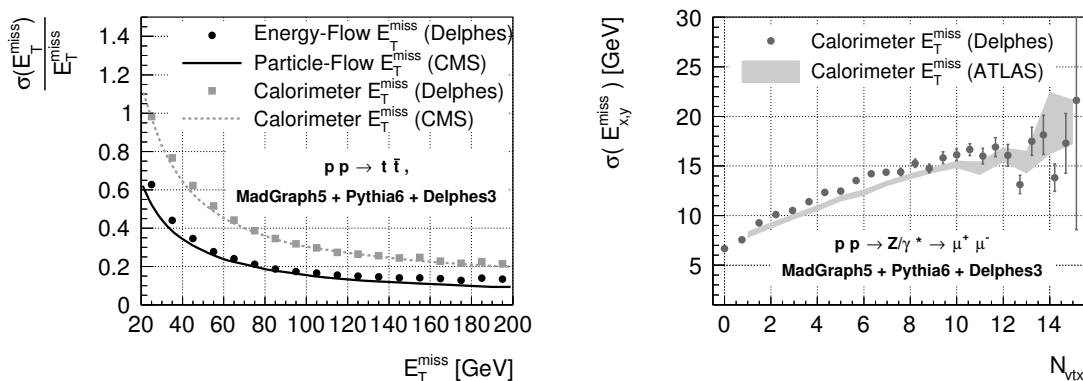 σ(E_T^miss)
E_T^miss
1.4
1.2
1
0.8
0.6
0.4
0.2
0
20 40 60 80 100 120 140 160 180 200
E_T^miss [GeV]
Energy-Flow E_T^miss (Delphes)
Particle-Flow E_T^miss (CMS)
Calorimeter E_T^miss (Delphes)
Calorimeter E_T^miss (CMS)
p p → t t̄ ,
MadGraph5 + Pythia6 + Delphes3
σ( E_x,y^miss ) [GeV]
30
25
20
15
10
5
0 2 4 6 8 10 12 14
N_vtx
Calorimeter E_T^miss (Delphes)
Calorimeter E_T^miss (ATLAS)
p p → Z/γ * → μ⁺ μ⁻
MadGraph5 + Pythia6 + Delphes3